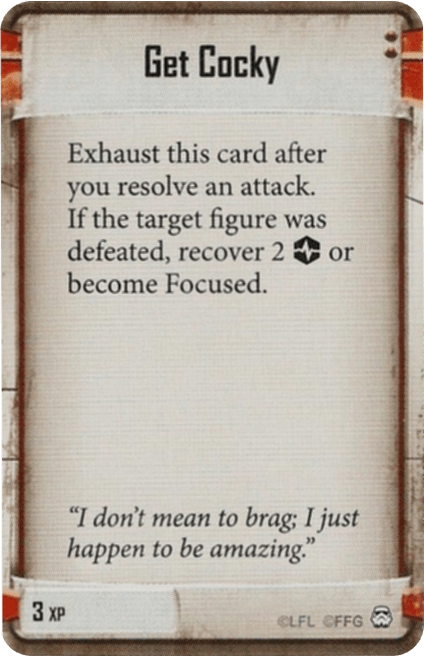 Get Cocky
Exhaust this card after
you resolve an attack.
If the target figure was
defeated, recover 2 or
become Focused.
“I don’t mean to brag; I just
happen to be amazing.”
3 XP
©LFL ©FFG